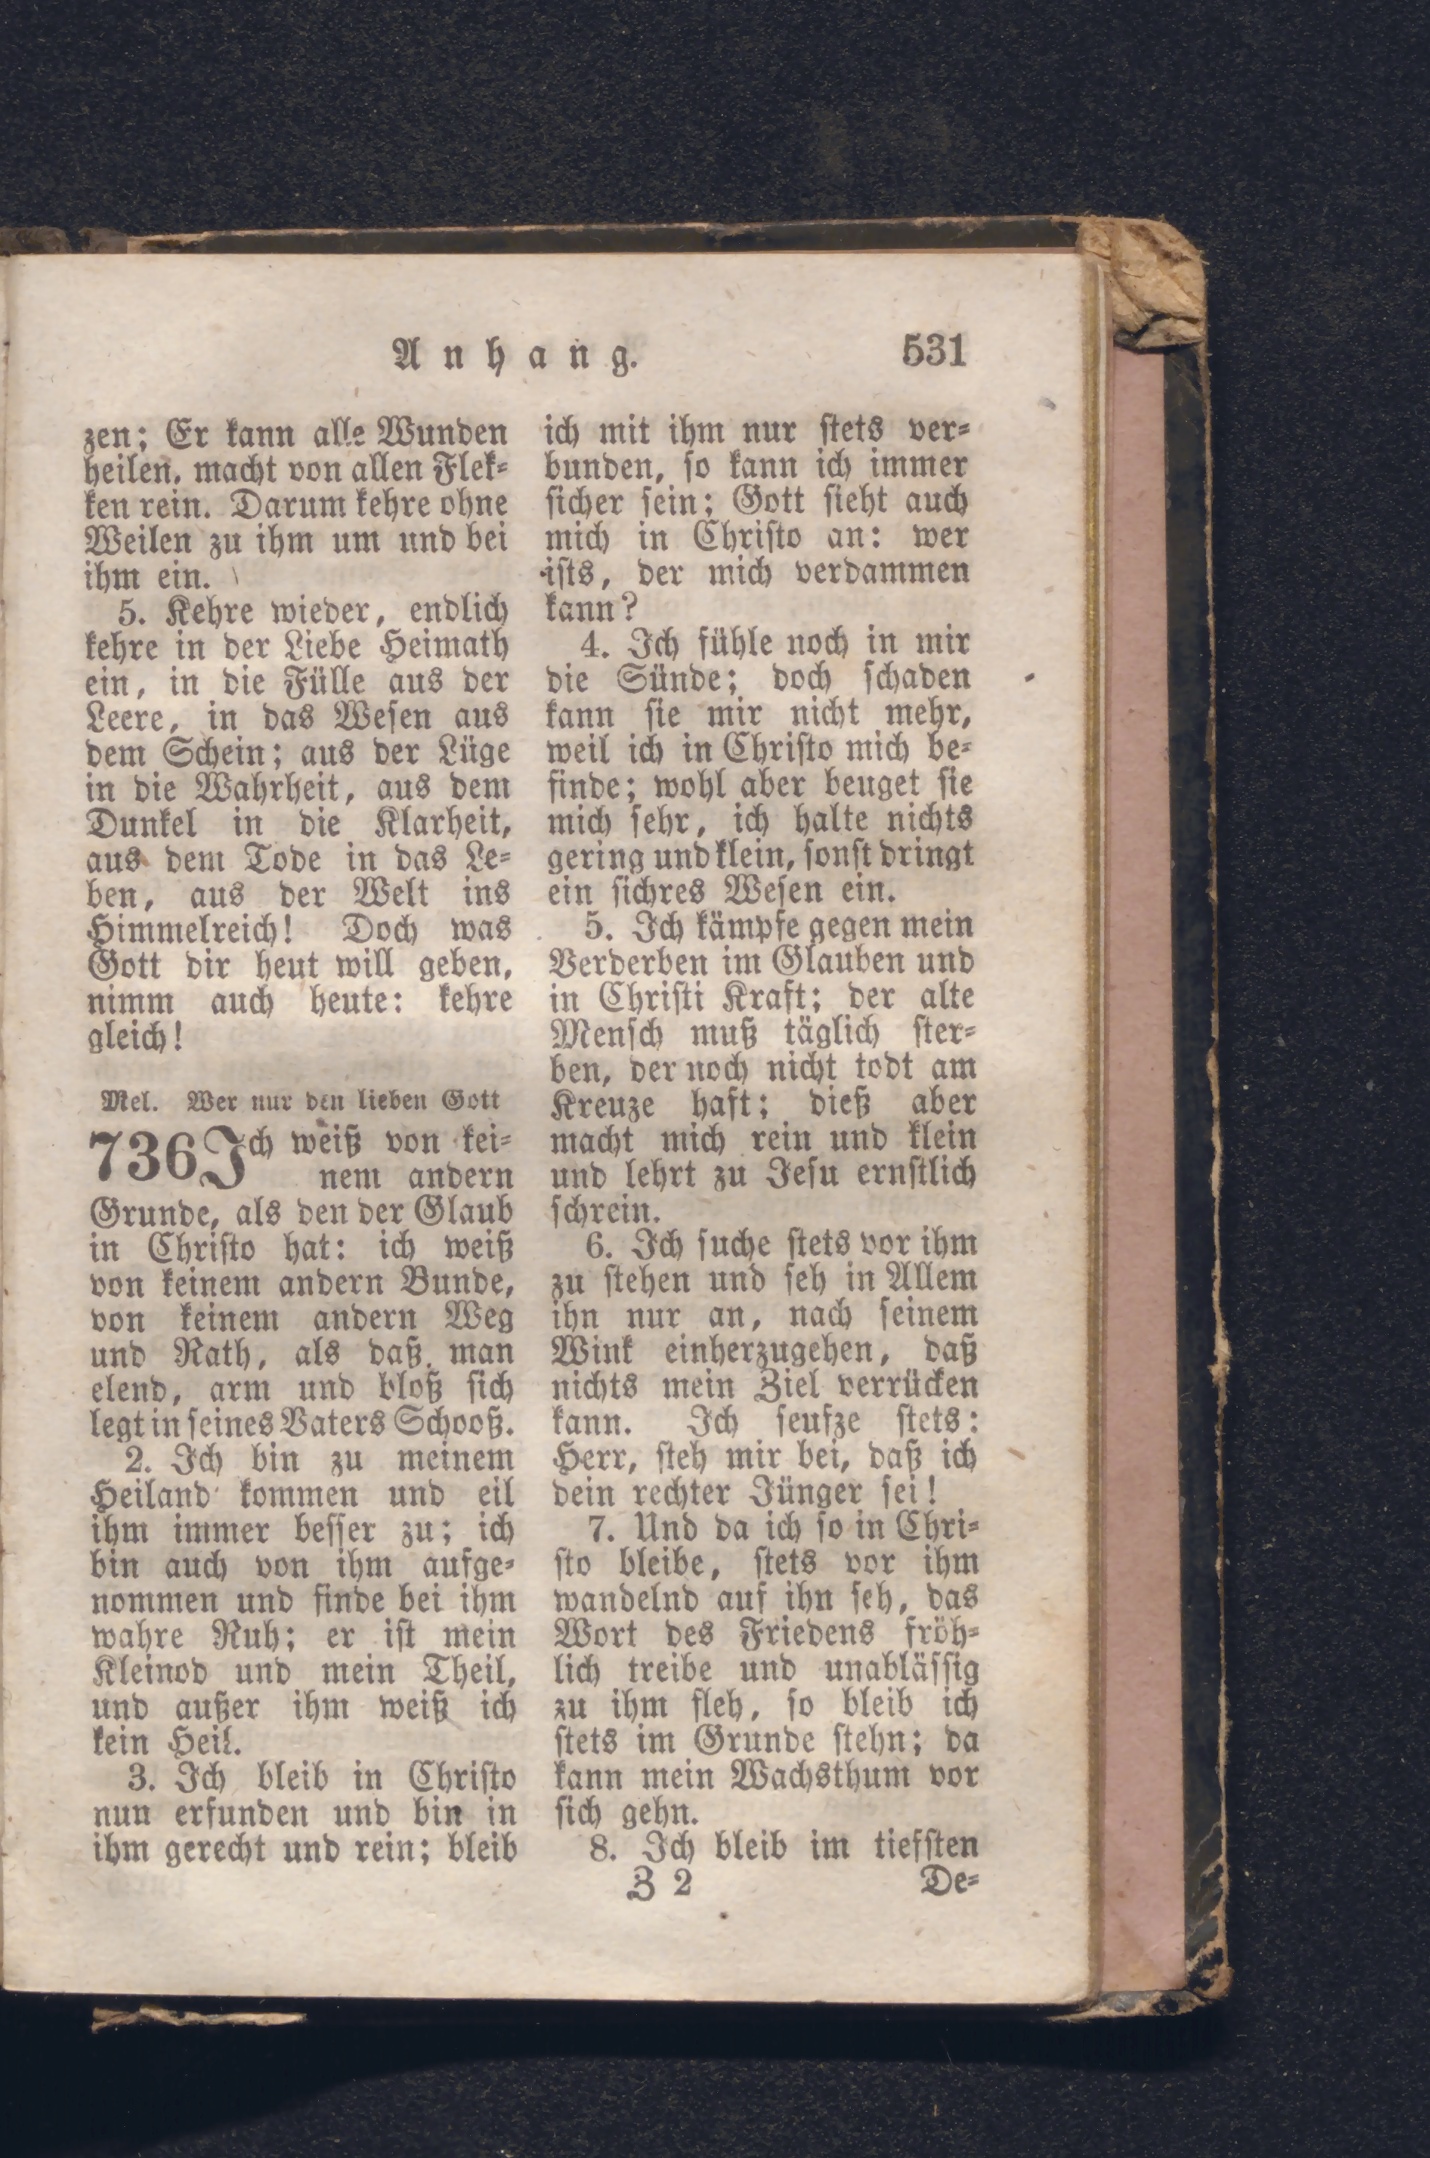 Anhang. 531
zen; Er kann alle Wunden
heilen, macht von allen Flek-
ken rein. Darum kehre ohne
Weilen zu ihm um und bei
ihm ein.
5. Kehre wieder, endlich
kehre in der Liebe Heimath
ein, in die Fülle aus der
Leere, in das Wesen aus
dem Schein; aus der Lüge
in die Wahrheit, aus dem
Dunkel in die Klarheit,
aus dem Tode in das Le-
ben, aus der Welt ins
Himmelreich! Doch was
Gott dir heut will geben,
nimm auch heute: kehre
gleich!
Mel. Wer nur den lieben Gott
736 Ich weiß von kei-
nem andern
Grunde, als den der Glaub
in Christo hat: ich weiß
von keinem andern Bunde,
von keinem andern Weg
und Rath, als daß man
elend, arm und bloß sich
legt in seines Vaters Schooß.
2. Ich bin zu meinem
Heiland kommen und eil
ihm immer besser zu; ich
bin auch von ihm aufge-
nommen und finde bei ihm
wahre Ruh; er ist mein
Kleinod und mein Theil,
und außer ihm weiß ich
kein Heil.
3. Ich bleib in Christo
nun erfunden und bin in
ihm gerecht und rein; bleib
ich mit ihm nur stets ver-
bunden, so kann ich immer
sicher sein; Gott sieht auch
mich in Christo an: wer
ists, der mich verdammen
kann?
4. Ich fühle noch in mir
die Sünde; doch schaden
kann sie mir nicht mehr,
weil ich in Christo mich be-
finde; wohl aber beuget sie
mich sehr, ich halte nichts
gering und klein, sonst dringt
ein sichres Wesen ein.
5. Ich kämpfe gegen mein
Verderben im Glauben und
in Christi Kraft; der alte
Mensch muß täglich ster-
ben, der noch nicht todt am
Kreuze haft; dieß aber
macht mich rein und klein
und lehrt zu Jesu ernstlich
schrein.
6. Ich suche stets vor ihm
zu stehen und seh in Allem
ihn nur an, nach seinem
Wink einherzugehen, daß
nichts mein Ziel verrücken
kann. Ich seufze stets:
Herr, steh mir bei, daß ich
dein rechter Jünger sei!
7. Und da ich so in Chri-
sto bleibe, stets vor ihm
wandelnd auf ihn seh, das
Wort des Friedens fröh-
lich treibe und unablässig
zu ihm fleh, so bleib ich
stets im Grunde stehn; da
kann mein Wachsthum vor
sich gehn.
8. Ich bleib im tiefsten
Z 2 De-